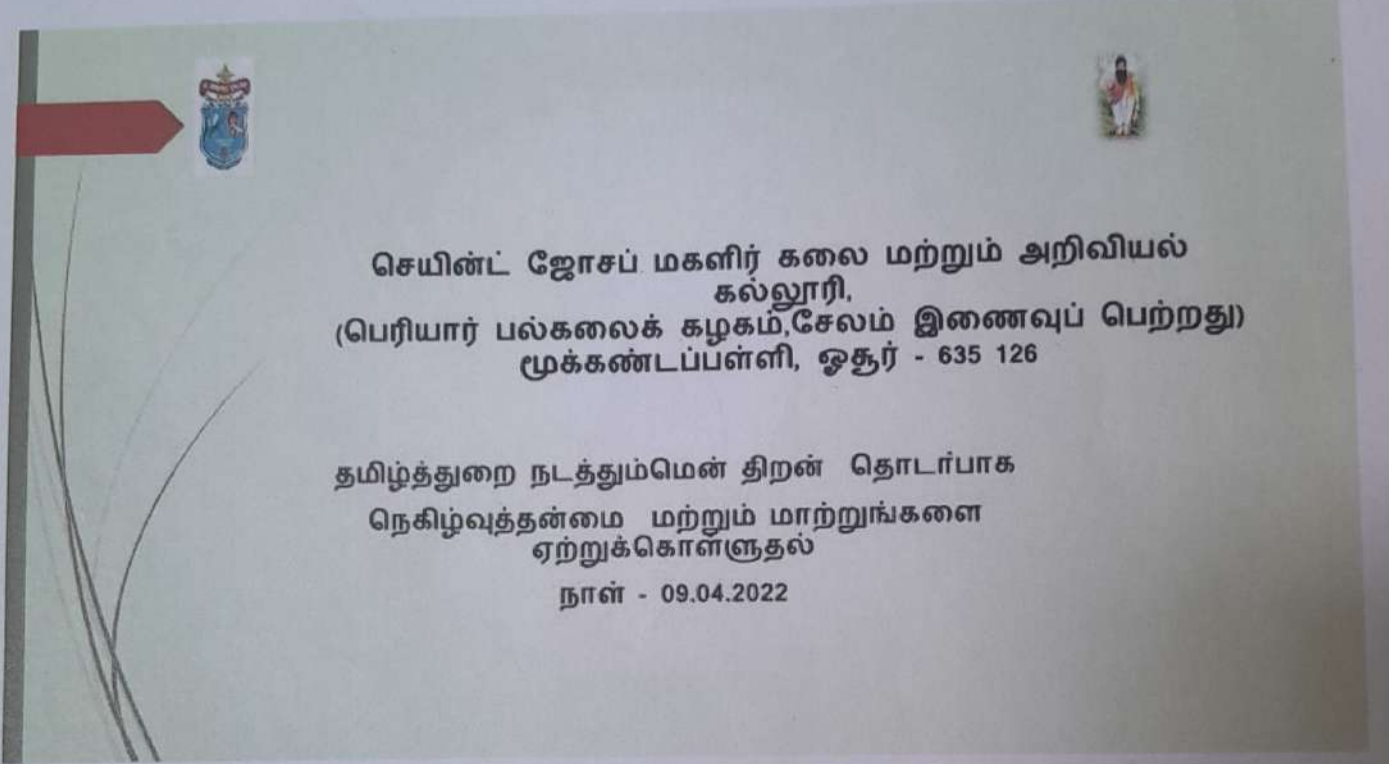 செயின்ட் ஜோசப் மகளிர் கலை மற்றும் அறிவியல்
கல்லூரி,
(பெரியார் பல்கலைக் கழகம்,சேலம் இணைவுப் பெற்றது)
மூக்கண்டப்பள்ளி, ஓசூர் - 635 126
தமிழ்த்துறை நடத்தும்மென் திறன் தொடர்பாக
நெகிழ்வுத்தன்மை மற்றும் மாற்றுங்களை
ஏற்றுக்கொள்ளுதல்
நாள் - 09.04.2022